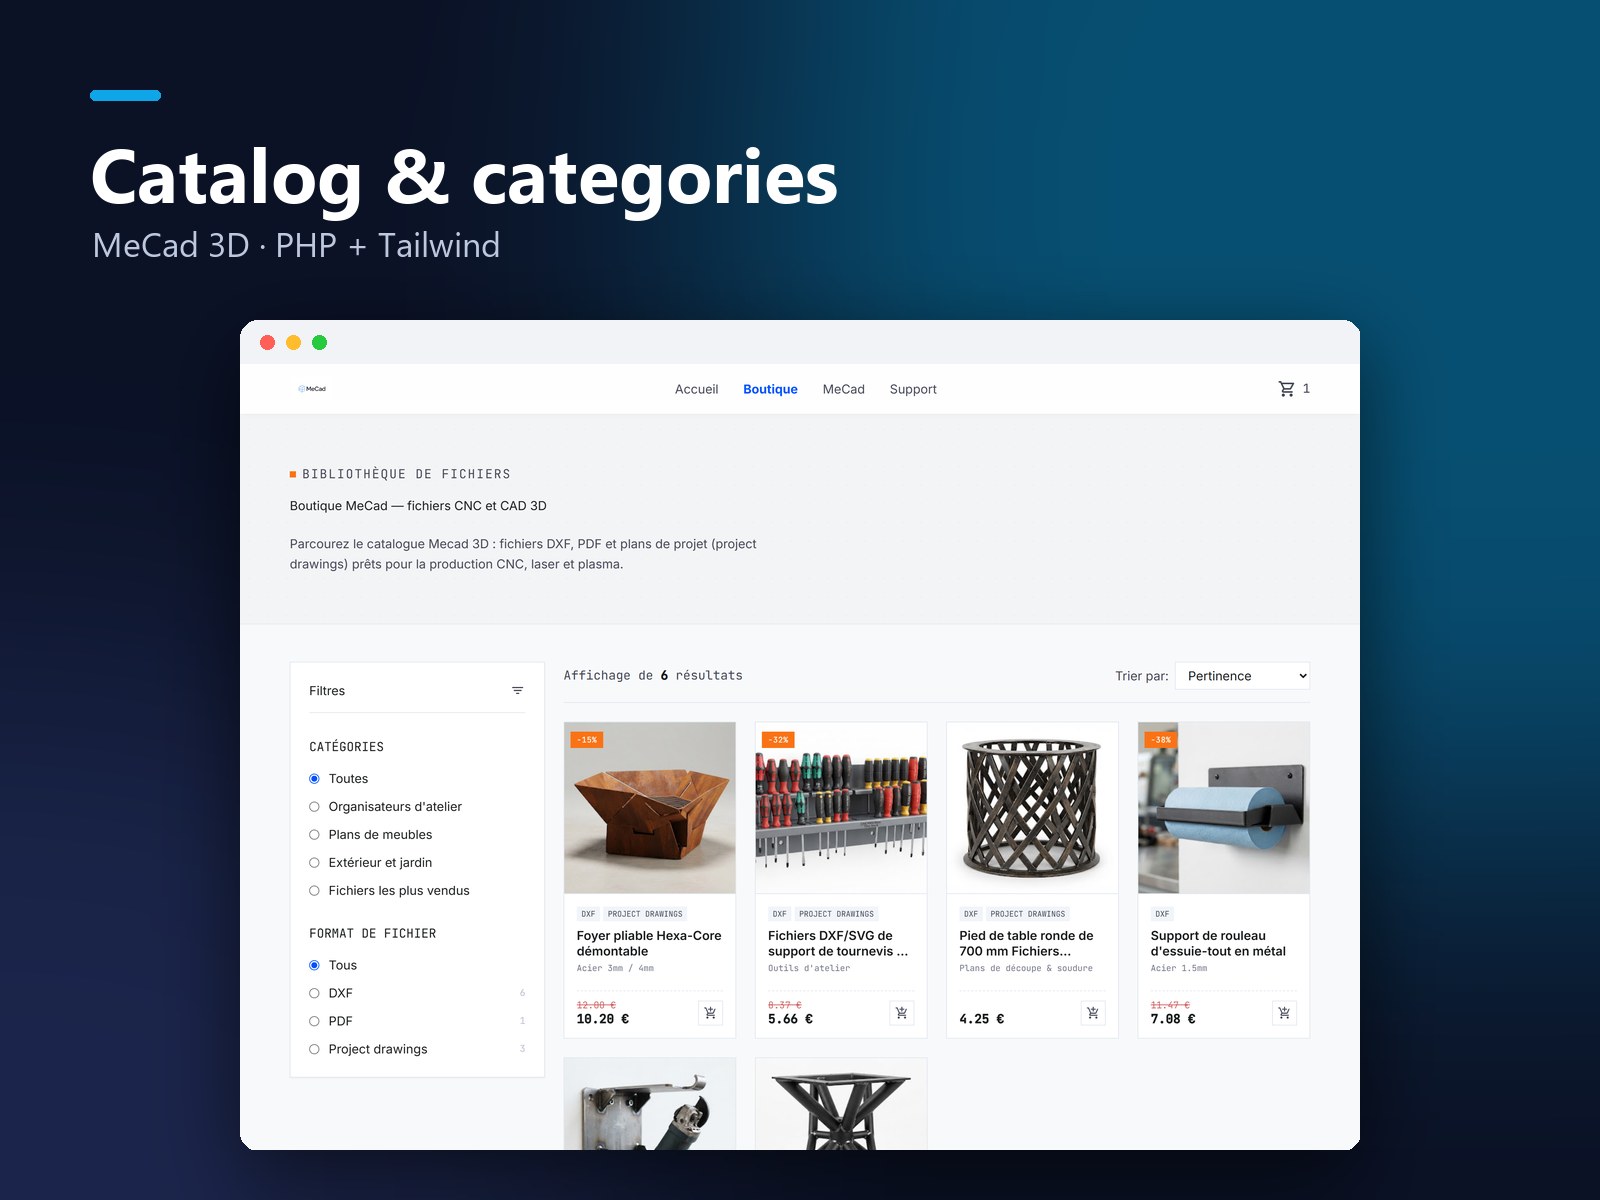 Catalog & categories
MeCad 3D · PHP + Tailwind
MeCad
Accueil Boutique MeCad Support
1
BIBLIOTHÈQUE DE FICHIERS
Boutique MeCad — fichiers CNC et CAD 3D
Parcourez le catalogue Mecad 3D : fichiers DXF, PDF et plans de projet (project
drawings) prêts pour la production CNC, laser et plasma.
Filtres
CATÉGORIES
Toutes
Organisateurs d'atelier
Plans de meubles
Extérieur et jardin
Fichiers les plus vendus
FORMAT DE FICHIER
Tous
DXF 6
PDF 1
Project drawings 3
Affichage de 6 résultats
Trier par: Pertinence
-15%
DXF PROJECT DRAWINGS
Foyer pliable Hexa-Core
démontable
Acier 3mm / 4mm
12.00 €
10.20 €
-32%
DXF PROJECT DRAWINGS
Fichiers DXF/SVG de
support de tournevis ...
Outils d'atelier
8.37 €
5.66 €
DXF PROJECT DRAWINGS
Pied de table ronde de
700 mm Fichiers...
Plans de découpe & soudure
4.25 €
-38%
DXF
Support de rouleau
d'essuie-tout en métal
Acier 1.5mm
11.47 €
7.08 €